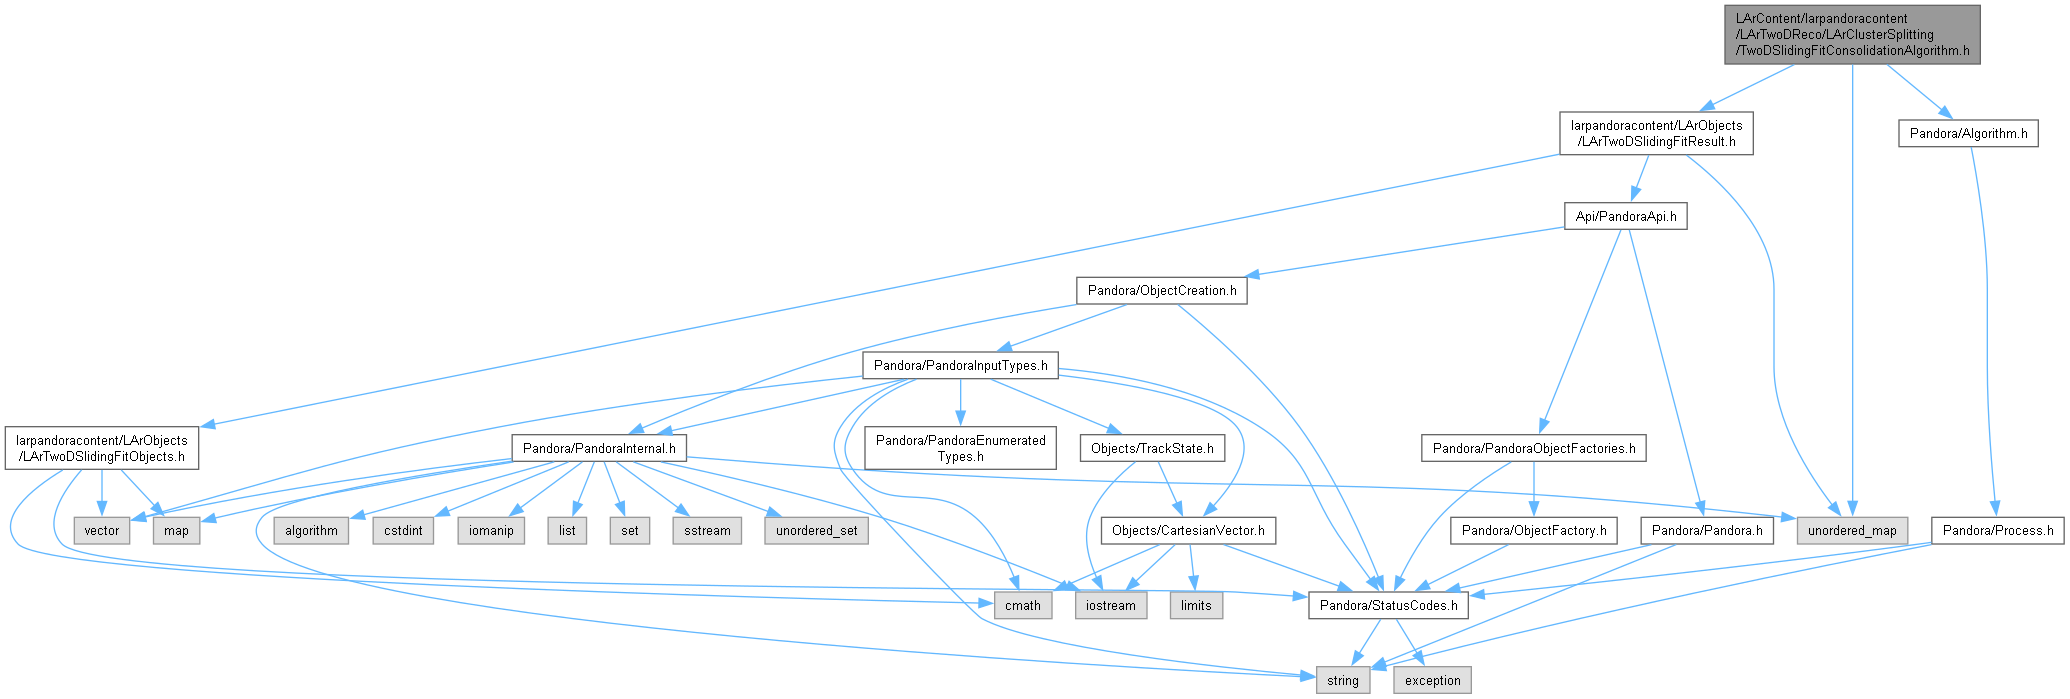 LArContent/larpandoracontent
/LArTwoDReco/LArClusterSplitting
/TwoDSlidingFitConsolidationAlgorithm.h
larpandoracontent/LArObjects
/LArTwoDSlidingFitResult.h
Pandora/Algorithm.h
Api/PandoraApi.h
Pandora/ObjectCreation.h
Pandora/PandoraInputTypes.h
larpandoracontent/LArObjects
/LArTwoDSlidingFitObjects.h
Pandora/PandoraInternal.h
Pandora/PandoraEnumerated
Types.h
Objects/TrackState.h
Pandora/PandoraObjectFactories.h
vector
map
algorithm
cstdint
iomanip
list
set
sstream
unordered_set
Objects/CartesianVector.h
Pandora/ObjectFactory.h
Pandora/Pandora.h
unordered_map
Pandora/Process.h
cmath
iostream
limits
Pandora/StatusCodes.h
string
exception